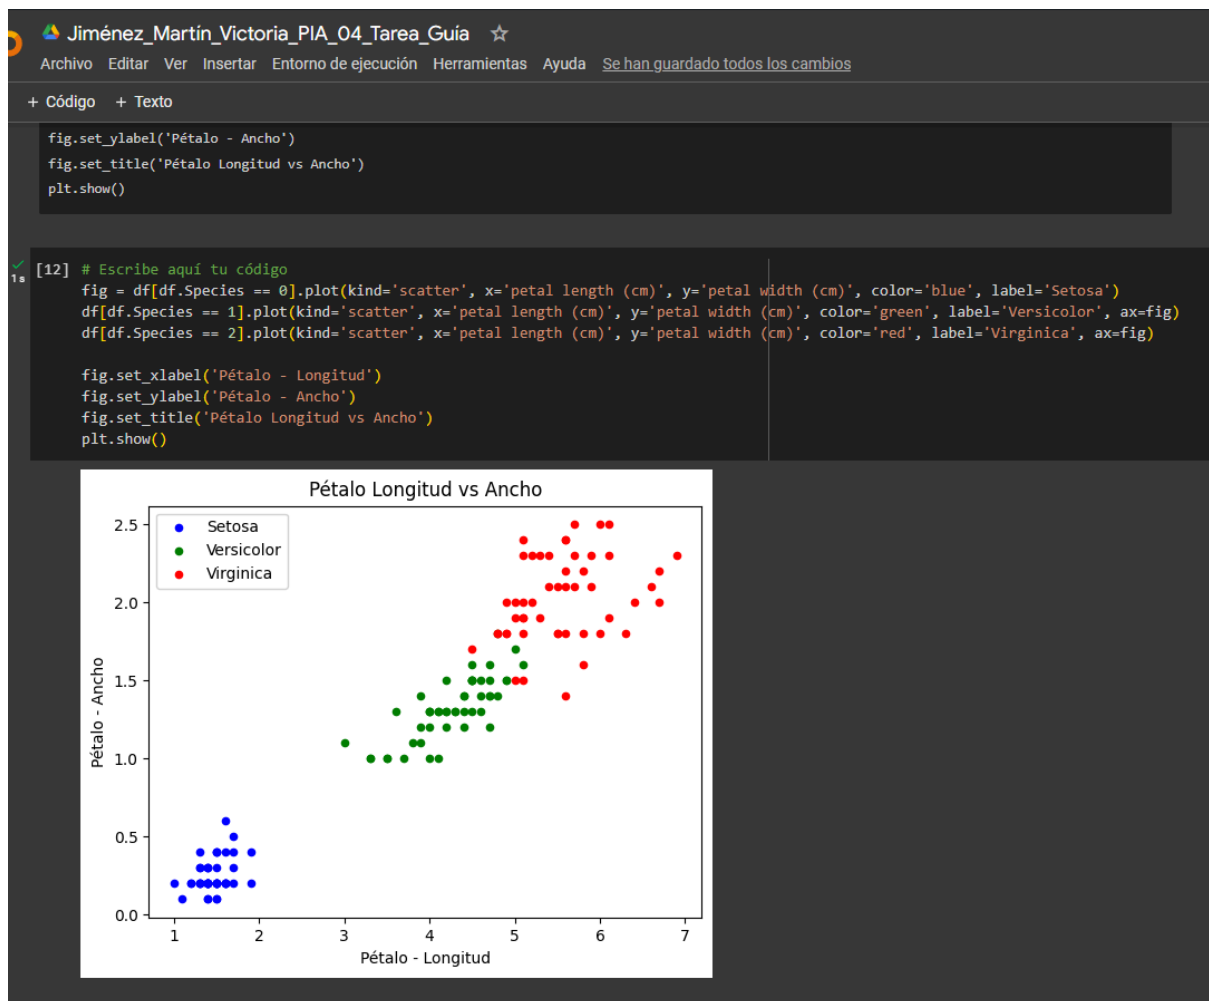 Jiménez_Martín_Victoria_PIA_04_Tarea_Guía ☆
Archivo Editar Ver Insertar Entorno de ejecución Herramientas Ayuda Se han guardado todos los cambios
+ Código + Texto
fig.set_ylabel('Pétalo - Ancho')
fig.set_title('Pétalo Longitud vs Ancho')
plt.show()
[12] # Escribe aquí tu código
1 s
fig = df[df.Species == 0].plot(kind='scatter', x='petal length (cm)', y='petal width (cm)', color='blue', label='Setosa')
df[df.Species == 1].plot(kind='scatter', x='petal length (cm)', y='petal width (cm)', color='green', label='Versicolor', ax=fig)
df[df.Species == 2].plot(kind='scatter', x='petal length (cm)', y='petal width (cm)', color='red', label='Virginica', ax=fig)
fig.set_xlabel('Pétalo - Longitud')
fig.set_ylabel('Pétalo - Ancho')
fig.set_title('Pétalo Longitud vs Ancho')
plt.show()
Pétalo Longitud vs Ancho
Setosa
Versicolor
Virginica
2.5
2.0
1.5
1.0
0.5
0.0
Pétalo - Ancho
1 2 3 4 5 6 7
Pétalo - Longitud